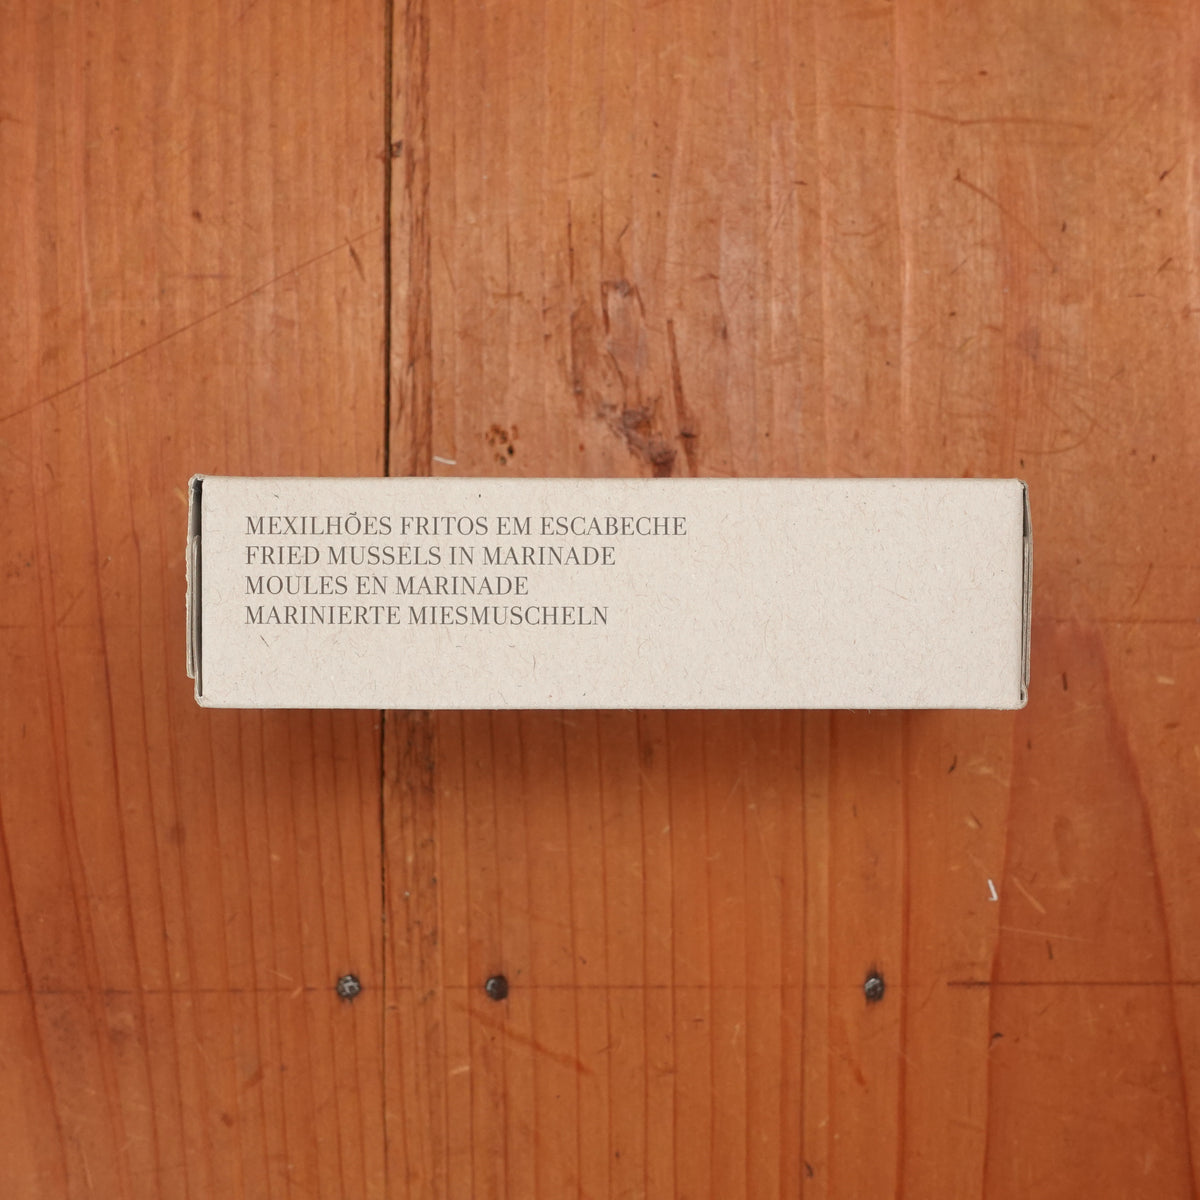 MEXILHÕES FRITOS EM ESCABECHE
FRIED MUSSELS IN MARINADE
MOULES EN MARINADE
MARINIERTE MIESMUSCHELN